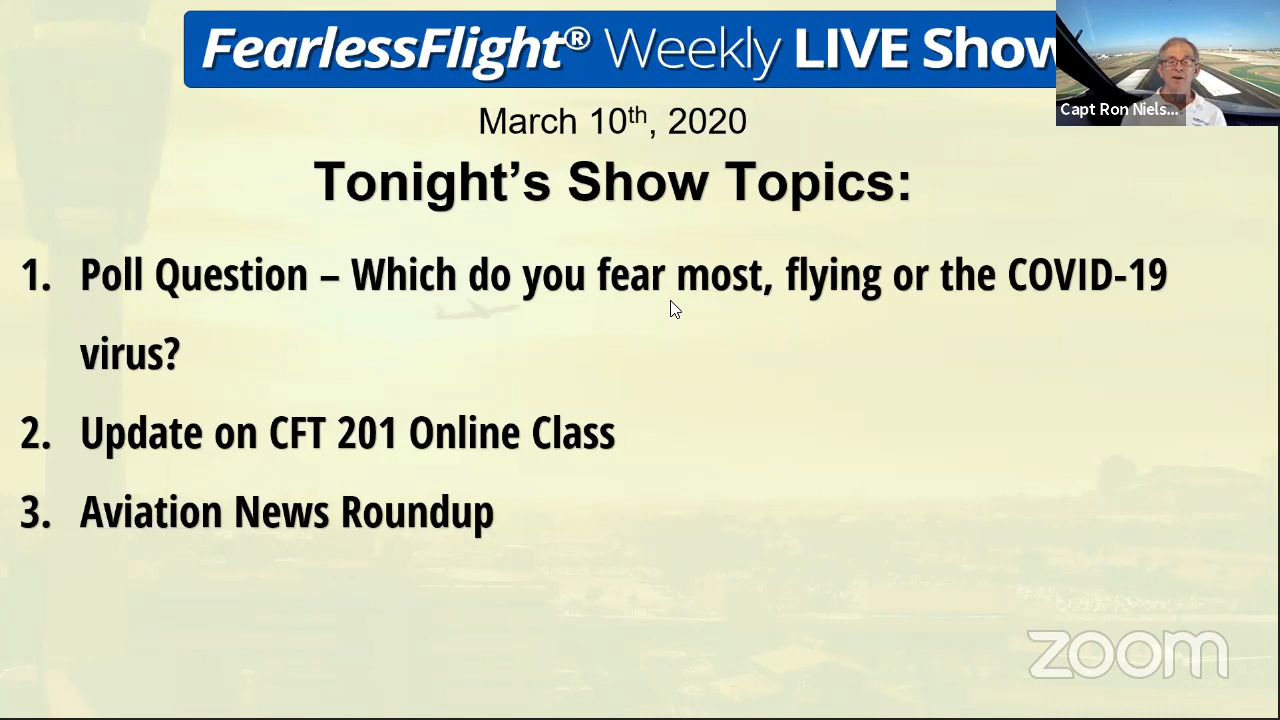 FearlessFlight® Weekly LIVE Show
Capt Ron Niels...
March 10th, 2020
Tonight’s Show Topics:
1. Poll Question – Which do you fear most, flying or the COVID-19
virus?
2. Update on CFT 201 Online Class
3. Aviation News Roundup
zoom